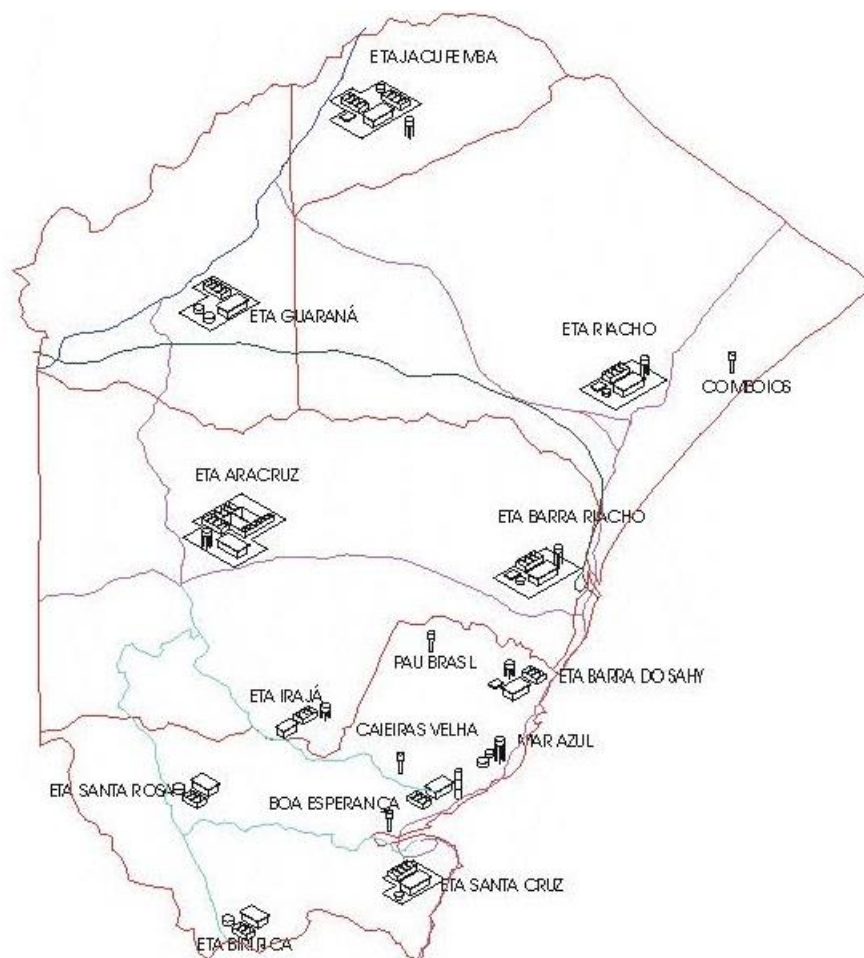 ETA JACUPEMBA
ETA GUARANÁ
ETA RIACHO
COMBOIOS
ETA ARACRUZ
ETA BARRA RIACHO
PAU BRASIL
ETA BARRA DO SAHY
ETA IRAJÁ
CAIEIRAS VELHA
MAR AZUL
ETA SANTA ROSA
BOA ESPERANÇA
ETA SANTA CRUZ
ETA BIRIRICA